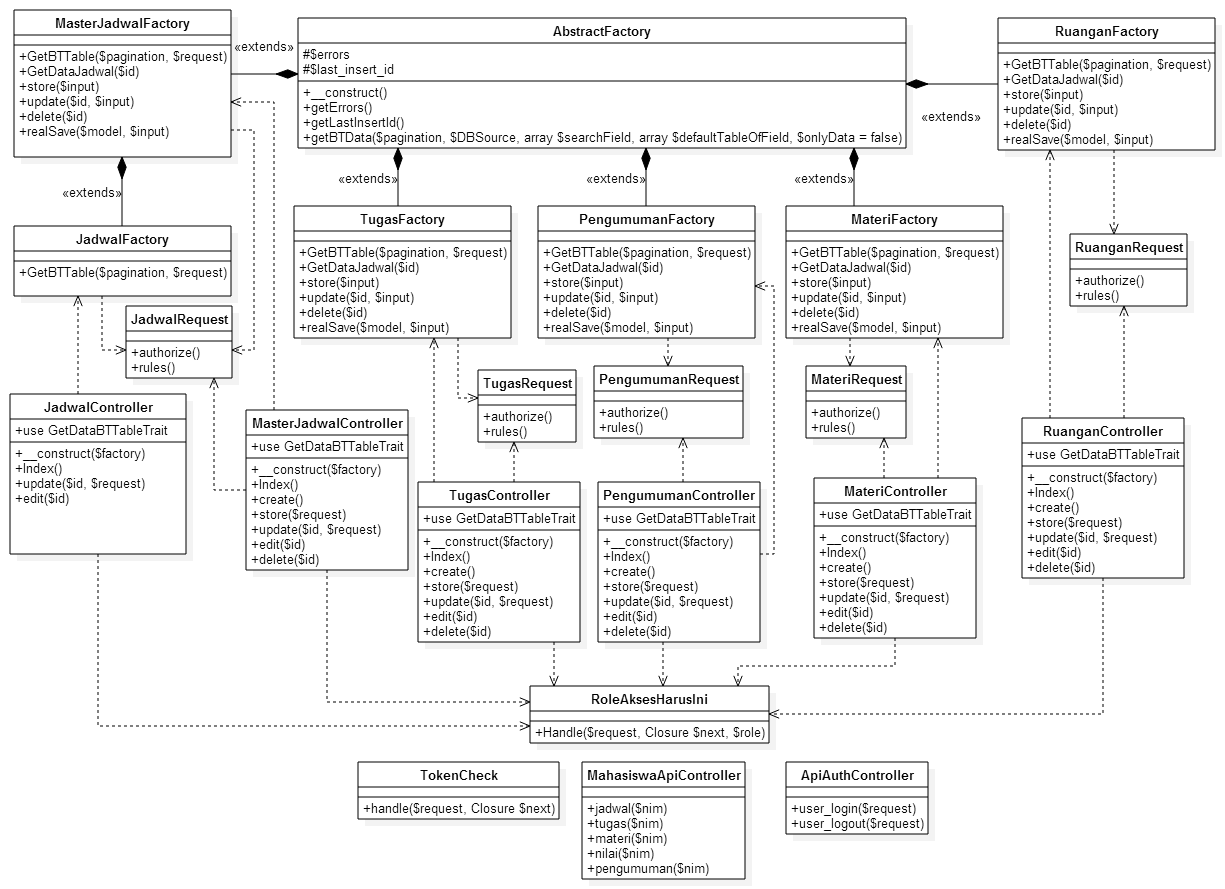 MasterJadwalFactory
+GetBTTable($pagination, $request)
+GetDataJadwal($id)
+store($input)
+update($id, $input)
+delete($id)
+realSave($model, $input)
«extends»
AbstractFactory
#$errors
#$last_insert_id
+__construct()
+getErrors()
+getLastInsertId()
+getBTData($pagination, $DBSource, array $searchField, array $defaultTableOfField, $onlyData = false)
«extends»
RuanganFactory
+GetBTTable($pagination, $request)
+GetDataJadwal($id)
+store($input)
+update($id, $input)
+delete($id)
+realSave($model, $input)
«extends»
«extends»
«extends»
«extends»
JadwalFactory
+GetBTTable($pagination, $request)
TugasFactory
+GetBTTable($pagination, $request)
+GetDataJadwal($id)
+store($input)
+update($id, $input)
+delete($id)
+realSave($model, $input)
PengumumanFactory
+GetBTTable($pagination, $request)
+GetDataJadwal($id)
+store($input)
+update($id, $input)
+delete($id)
+realSave($model, $input)
MateriFactory
+GetBTTable($pagination, $request)
+GetDataJadwal($id)
+store($input)
+update($id, $input)
+delete($id)
+realSave($model, $input)
RuanganRequest
+authorize()
+rules()
JadwalRequest
+authorize()
+rules()
TugasRequest
+authorize()
+rules()
PengumumanRequest
+authorize()
+rules()
MateriRequest
+authorize()
+rules()
JadwalController
+use GetDataBTTableTrait
+__construct($factory)
+Index()
+update($id, $request)
+edit($id)
MasterJadwalController
+use GetDataBTTableTrait
+__construct($factory)
+Index()
+create()
+store($request)
+update($id, $request)
+edit($id)
+delete($id)
TugasController
+use GetDataBTTableTrait
+__construct($factory)
+Index()
+create()
+store($request)
+update($id, $request)
+edit($id)
+delete($id)
PengumumanController
+use GetDataBTTableTrait
+__construct($factory)
+Index()
+create()
+store($request)
+update($id, $request)
+edit($id)
+delete($id)
MateriController
+use GetDataBTTableTrait
+__construct($factory)
+Index()
+create()
+store($request)
+update($id, $request)
+edit($id)
+delete($id)
RuanganController
+use GetDataBTTableTrait
+__construct($factory)
+Index()
+create()
+store($request)
+update($id, $request)
+edit($id)
+delete($id)
RoleAksesHarusIni
+Handle($request, Closure $next, $role)
TokenCheck
+handle($request, Closure $next)
MahasiswaApiController
+jadwal($nim)
+tugas($nim)
+materi($nim)
+nilai($nim)
+pengumuman($nim)
ApiAuthController
+user_login($request)
+user_logout($request)